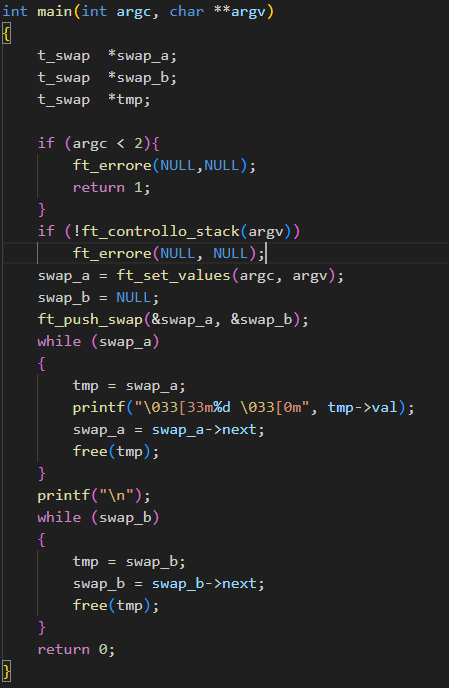 int main(int argc, char **argv)
{
    t_swap  *swap_a;
    t_swap  *swap_b;
    t_swap  *tmp;

    if (argc < 2){
        ft_errore(NULL,NULL);
        return 1;
    }
    if (!ft_controllo_stack(argv))
        ft_errore(NULL, NULL);
    swap_a = ft_set_values(argc, argv);
    swap_b = NULL;
    ft_push_swap(&swap_a, &swap_b);
    while (swap_a)
    {
        tmp = swap_a;
        printf("\033[33m%d \033[0m", tmp->val);
        swap_a = swap_a->next;
        free(tmp);
    }
    printf("\n");
    while (swap_b)
    {
        tmp = swap_b;
        swap_b = swap_b->next;
        free(tmp);
    }
    return 0;
}